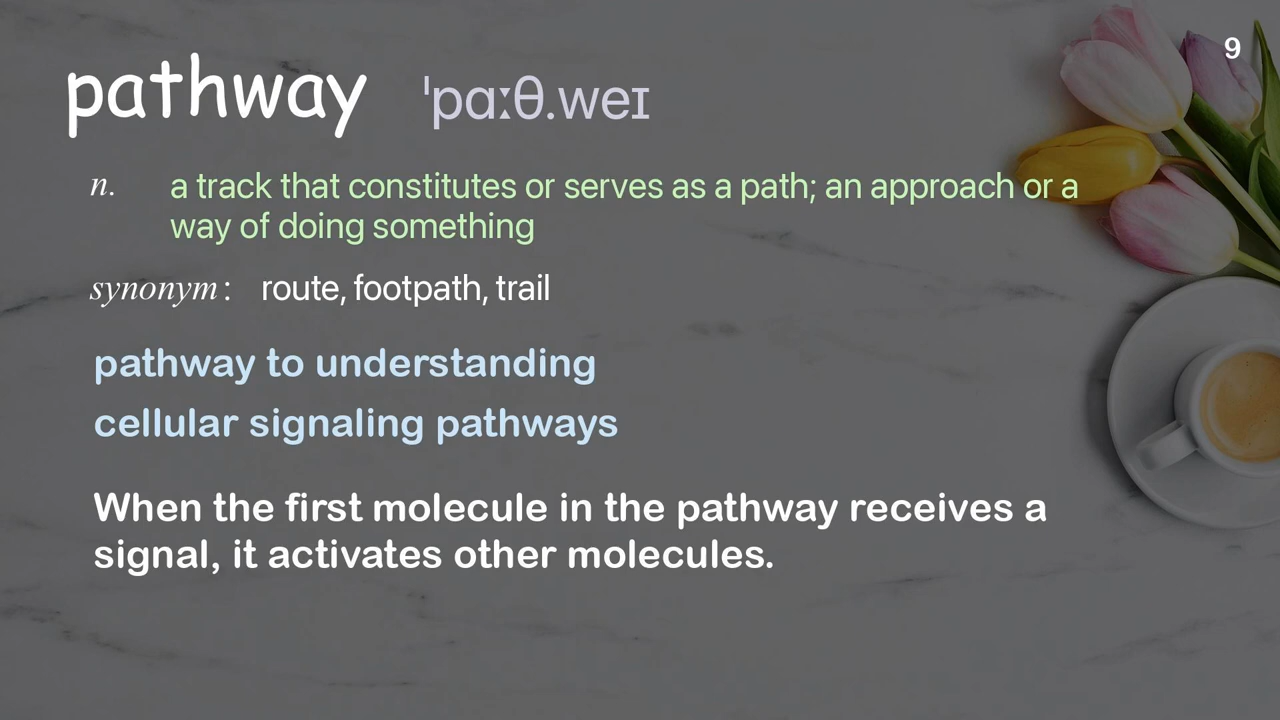 9
pathway ˈpɑːθ.weɪ
n. a track that constitutes or serves as a path; an approach or a
way of doing something
synonym: route, footpath, trail
pathway to understanding
cellular signaling pathways
When the first molecule in the pathway receives a
signal, it activates other molecules.